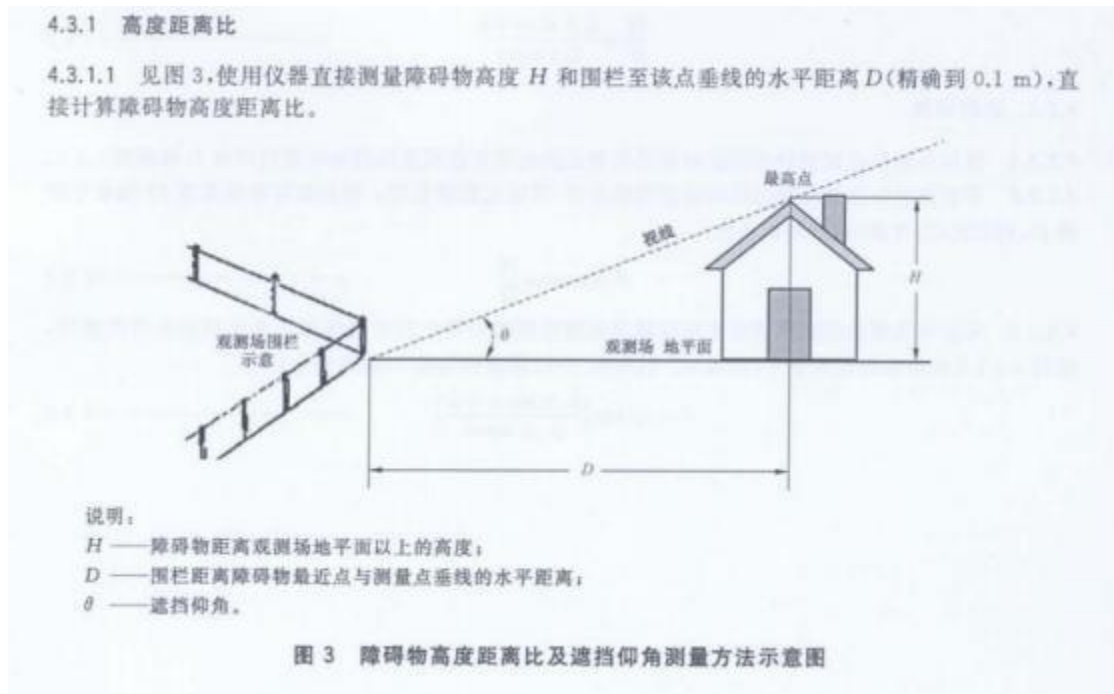 4.3.1 高度距离比
4.3.1.1 见图 3,使用仪器直接测量障碍物高度 H 和围栏至该点垂线的水平距离 D(精确到 0.1 m),直
接计算障碍物高度距离比。
最高点
视线
H
观测场围栏
示意
θ
观测场 地平面
D
说明:
H ——障碍物距离观测场地平面以上的高度;
D ——围栏距离障碍物最近点与测量点垂线的水平距离;
θ ——遮挡仰角。
图 3 障碍物高度距离比及遮挡仰角测量方法示意图